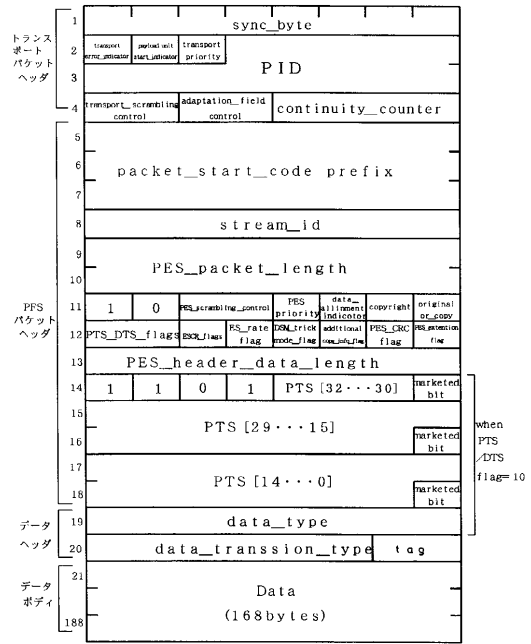 1
sync_byte
トランス
ポート
パケット
ヘッダ
2
transport error_indicator
payload unit start_indicator
transport priority
PID
3
4
transport_scrambling control
adaptation_field control
continuity_counter
5
6
packet_start_code prefix
7
8
stream_id
9
PES_packet_length
10
PFS
パケット
ヘッダ
11
1
0
PES_scrambling_control
PES priority
data_ allinment indicator
copyright
original or_copy
12
PTS_DTS_flags
ESCR_flags
ES_rate flag
DSM_trick mode_flag
additional copy_info_flag
PES_CRC flag
PES_extention flag
13
PES_header_data_length
14
1
1
0
1
PTS [32・・・30]
marketed bit
15
PTS [29・・・15]
16
marketed bit
17
PTS [14・・・0]
18
marketed bit
when
PTS
/DTS
flag=10
データ
ヘッダ
19
data_type
20
data_transsion_type
tag
データ
ボディ
21
Data
(168bytes)
188